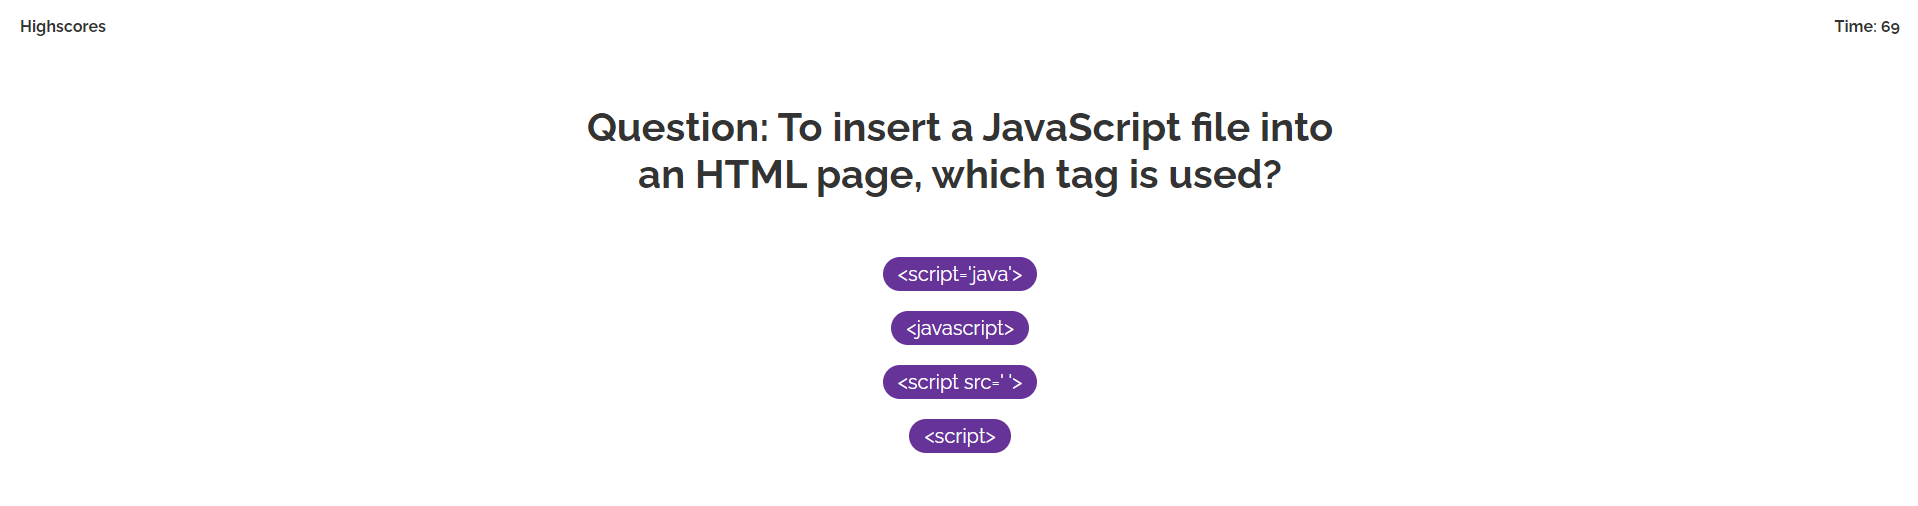 Highscores
Time: 69
Question: To insert a JavaScript file into
an HTML page, which tag is used?
<script='java'>
<javascript>
<script src=' '>
<script>